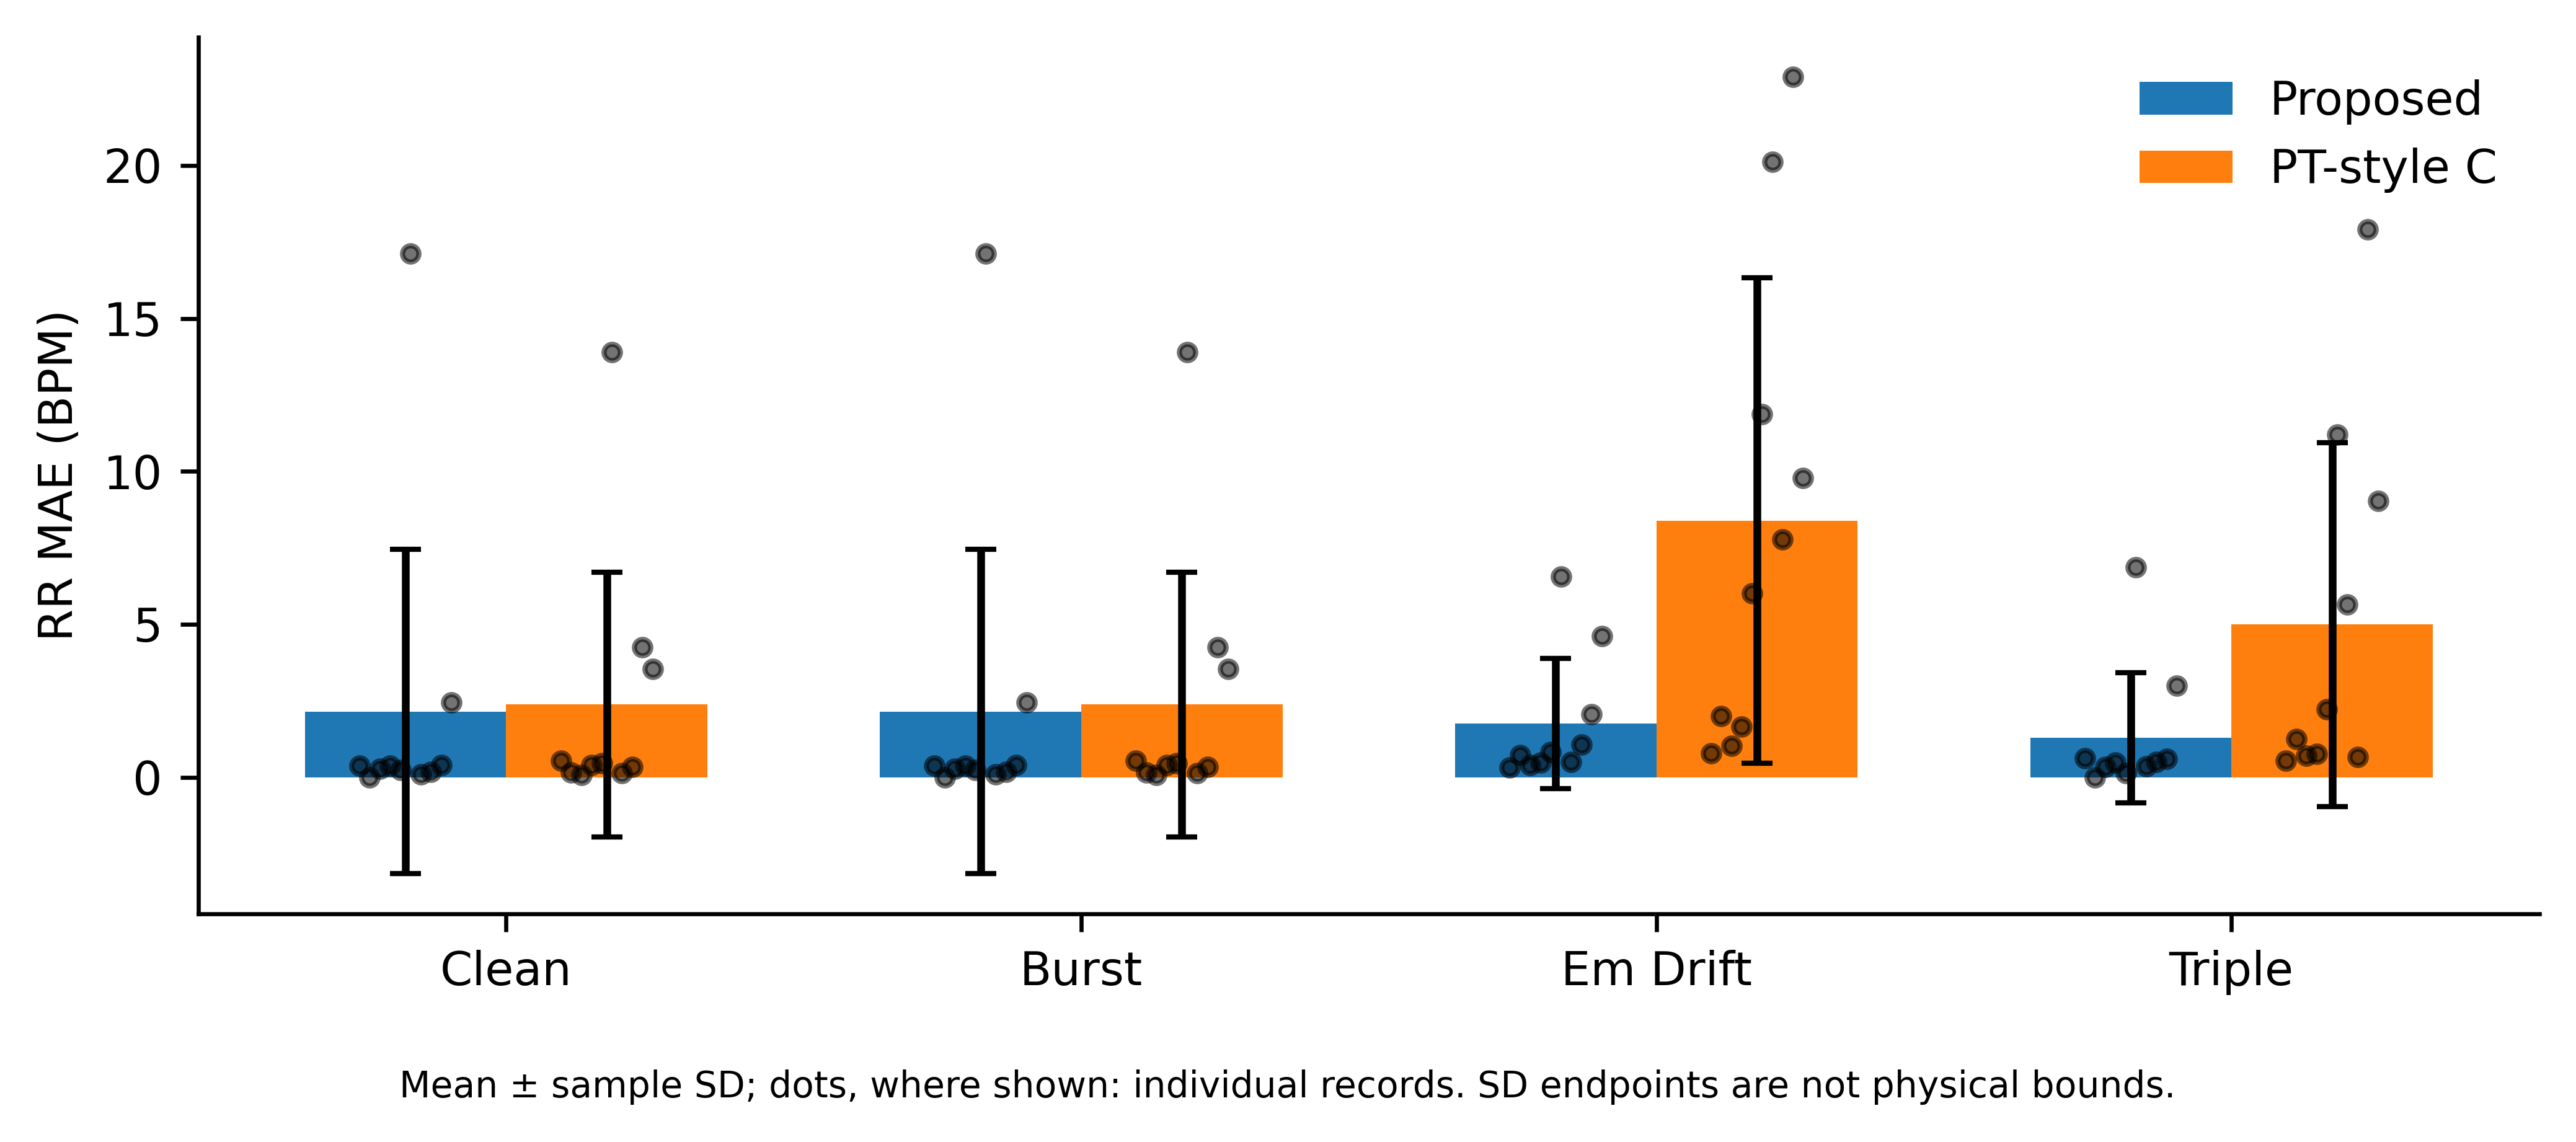 Proposed
PT-style C
RR MAE (BPM)
20
15
10
5
0
Clean
Burst
Em Drift
Triple
Mean ± sample SD; dots, where shown: individual records. SD endpoints are not physical bounds.